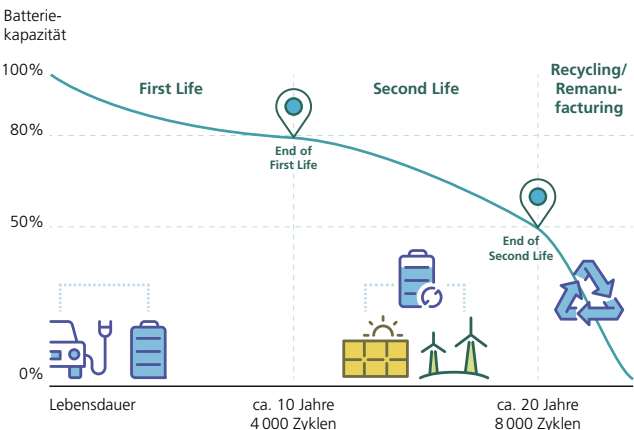 Batterie-
kapazität
100%
First Life
Second Life
Recycling/
Remanu-
facturing
80%
End of
First Life
50%
End of
Second Life
0%
Lebensdauer
ca. 10 Jahre
4 000 Zyklen
ca. 20 Jahre
8 000 Zyklen